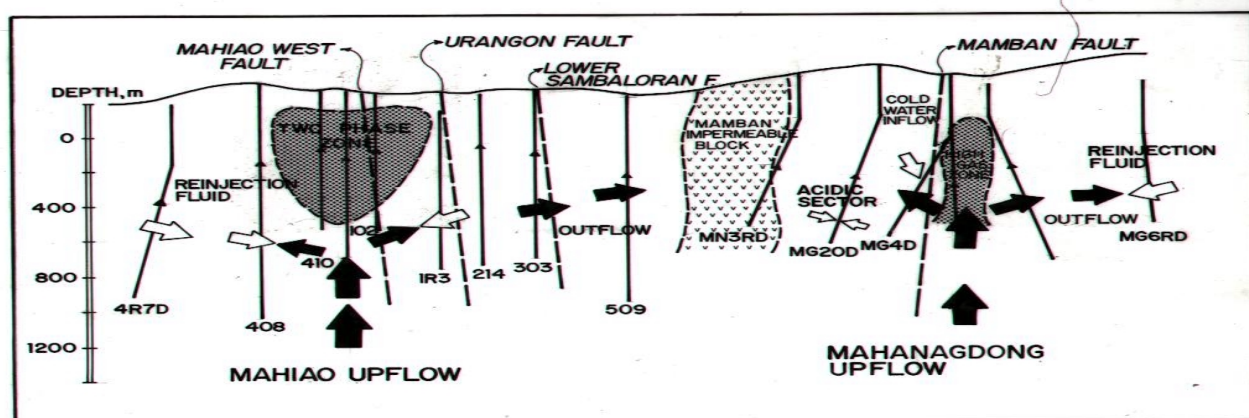 MAHIAO WEST
FAULT
URANGON FAULT
LOWER
SAMBALORAN F
MAMBAN FAULT
DEPTH, m
0
400
800
1200
TWO PHASE
ZONE
REINJECTION
FLUID
4R7D
408
410
102
1R3
214
303
OUTFLOW
509
MAHIAO UPFLOW
MAMBAN
IMPERMEABLE
BLOCK
MN3RD
ACIDIC
SECTOR
MG20D
MG4D
COLD
WATER
INFLOW
HIGH
GAS
ZONE
OUTFLOW
REINJECTION
FLUID
MG6RD
MAHANAGDONG
UPFLOW